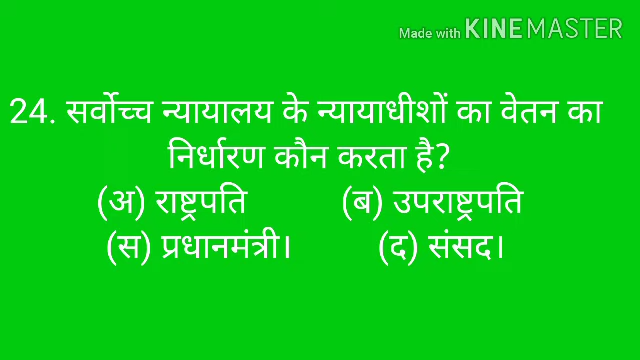 Made with KINEMASTER
24. सर्वोच्च न्यायालय के न्यायाधीशों का वेतन का
निर्धारण कौन करता है?
(अ) राष्ट्रपति (ब) उपराष्ट्रपति
(स) प्रधानमंत्री। (द) संसद।